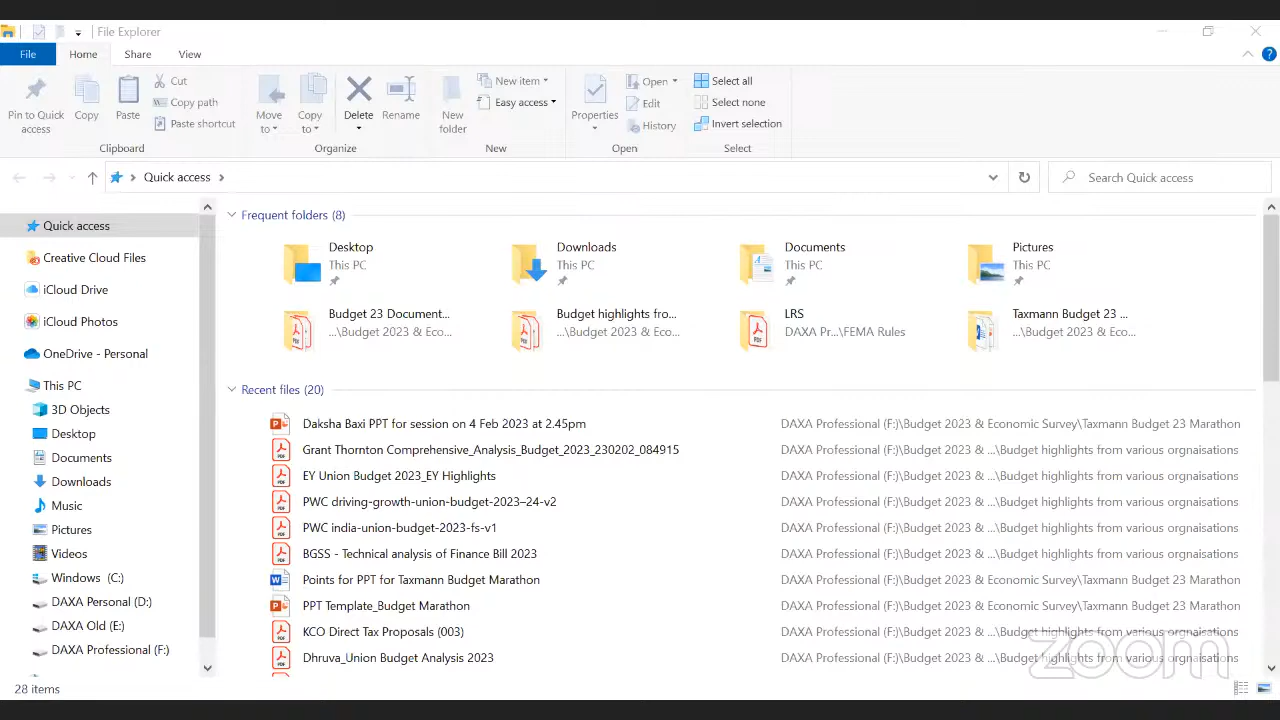 File Explorer
File Home Share View
Pin to Quick access
Copy
Paste
Cut
Copy path
Paste shortcut
Clipboard
Move to
Copy to
Delete
Rename
Organize
New folder
New item
Easy access
New
Properties
Open
Edit
History
Open
Select all
Select none
Invert selection
Select
Quick access
Search Quick access
Quick access
Creative Cloud Files
iCloud Drive
iCloud Photos
OneDrive - Personal
This PC
3D Objects
Desktop
Documents
Downloads
Music
Pictures
Videos
Windows (C:)
DAXA Personal (D:)
DAXA Old (E:)
DAXA Professional (F:)
Frequent folders (8)
Desktop
This PC
Downloads
This PC
Documents
This PC
Pictures
This PC
Budget 23 Document...
...\Budget 2023 & Eco...
Budget highlights fro...
...\Budget 2023 & Eco...
LRS
DAXA Pr...\FEMA Rules
Taxmann Budget 23 ...
...\Budget 2023 & Eco...
Recent files (20)
Daksha Baxi PPT for session on 4 Feb 2023 at 2.45pm DAXA Professional (F:)\Budget 2023 & Economic Survey\Taxmann Budget 23 Marathon
Grant Thornton Comprehensive_Analysis_Budget_2023_230202_084915 DAXA Professional (F:)\Budget 2023 & ...\Budget highlights from various orgnaisations
EY Union Budget 2023_EY Highlights DAXA Professional (F:)\Budget 2023 & ...\Budget highlights from various orgnaisations
PWC driving-growth-union-budget-2023–24-v2 DAXA Professional (F:)\Budget 2023 & ...\Budget highlights from various orgnaisations
PWC india-union-budget-2023-fs-v1 DAXA Professional (F:)\Budget 2023 & ...\Budget highlights from various orgnaisations
BGSS - Technical analysis of Finance Bill 2023 DAXA Professional (F:)\Budget 2023 & ...\Budget highlights from various orgnaisations
Points for PPT for Taxmann Budget Marathon DAXA Professional (F:)\Budget 2023 & Economic Survey\Taxmann Budget 23 Marathon
PPT Template_Budget Marathon DAXA Professional (F:)\Budget 2023 & Economic Survey\Taxmann Budget 23 Marathon
KCO Direct Tax Proposals (003) DAXA Professional (F:)\Budget 2023 & ...\Budget highlights from various orgnaisations
Dhruva_Union Budget Analysis 2023 DAXA Professional (F:)\Budget 2023 & ...\Budget highlights from various orgnaisations
zoom
28 items